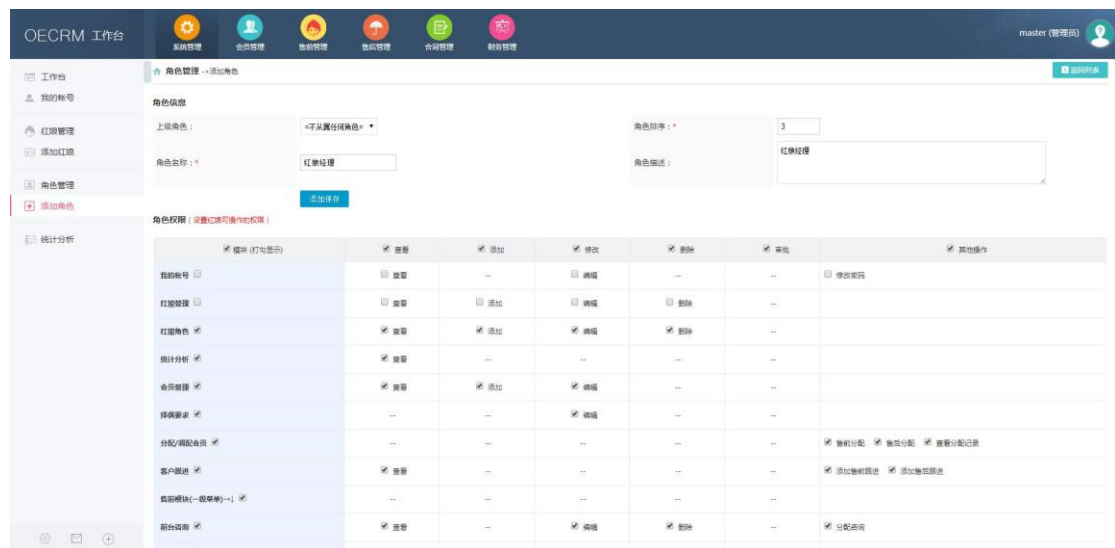 OECRM 工作台
系统管理 会员管理 售前管理 售后管理 合同管理 财务管理
master (管理员)
工作台
我的帐号
红娘管理
添加红娘
角色管理
添加角色
统计分析
角色管理 ->添加角色
返回列表
角色信息
上级角色： =不从属任何角色= 角色排序：* 3
角色名称：* 红娘经理 角色描述： 红娘经理
添加保存
角色权限 ( 设置红娘可操作的权限 )
模块 (打勾显示) 查看 添加 修改 删除 审批 其他操作
我的帐号 查看 -- 编辑 -- -- 修改密码
红娘管理 查看 添加 编辑 删除 --
红娘角色 查看 添加 编辑 删除 --
统计分析 查看 -- -- -- --
会员管理 查看 添加 编辑 -- --
择偶要求 -- -- 编辑 -- --
分配/调配会员 -- -- -- -- -- 售前分配 售后分配 查看分配记录
客户跟进 查看 -- -- -- -- 添加售前跟进 添加售后跟进
售前模块(一级菜单)→↓ -- -- -- -- --
前台咨询 查看 -- 编辑 删除 -- 分配咨询